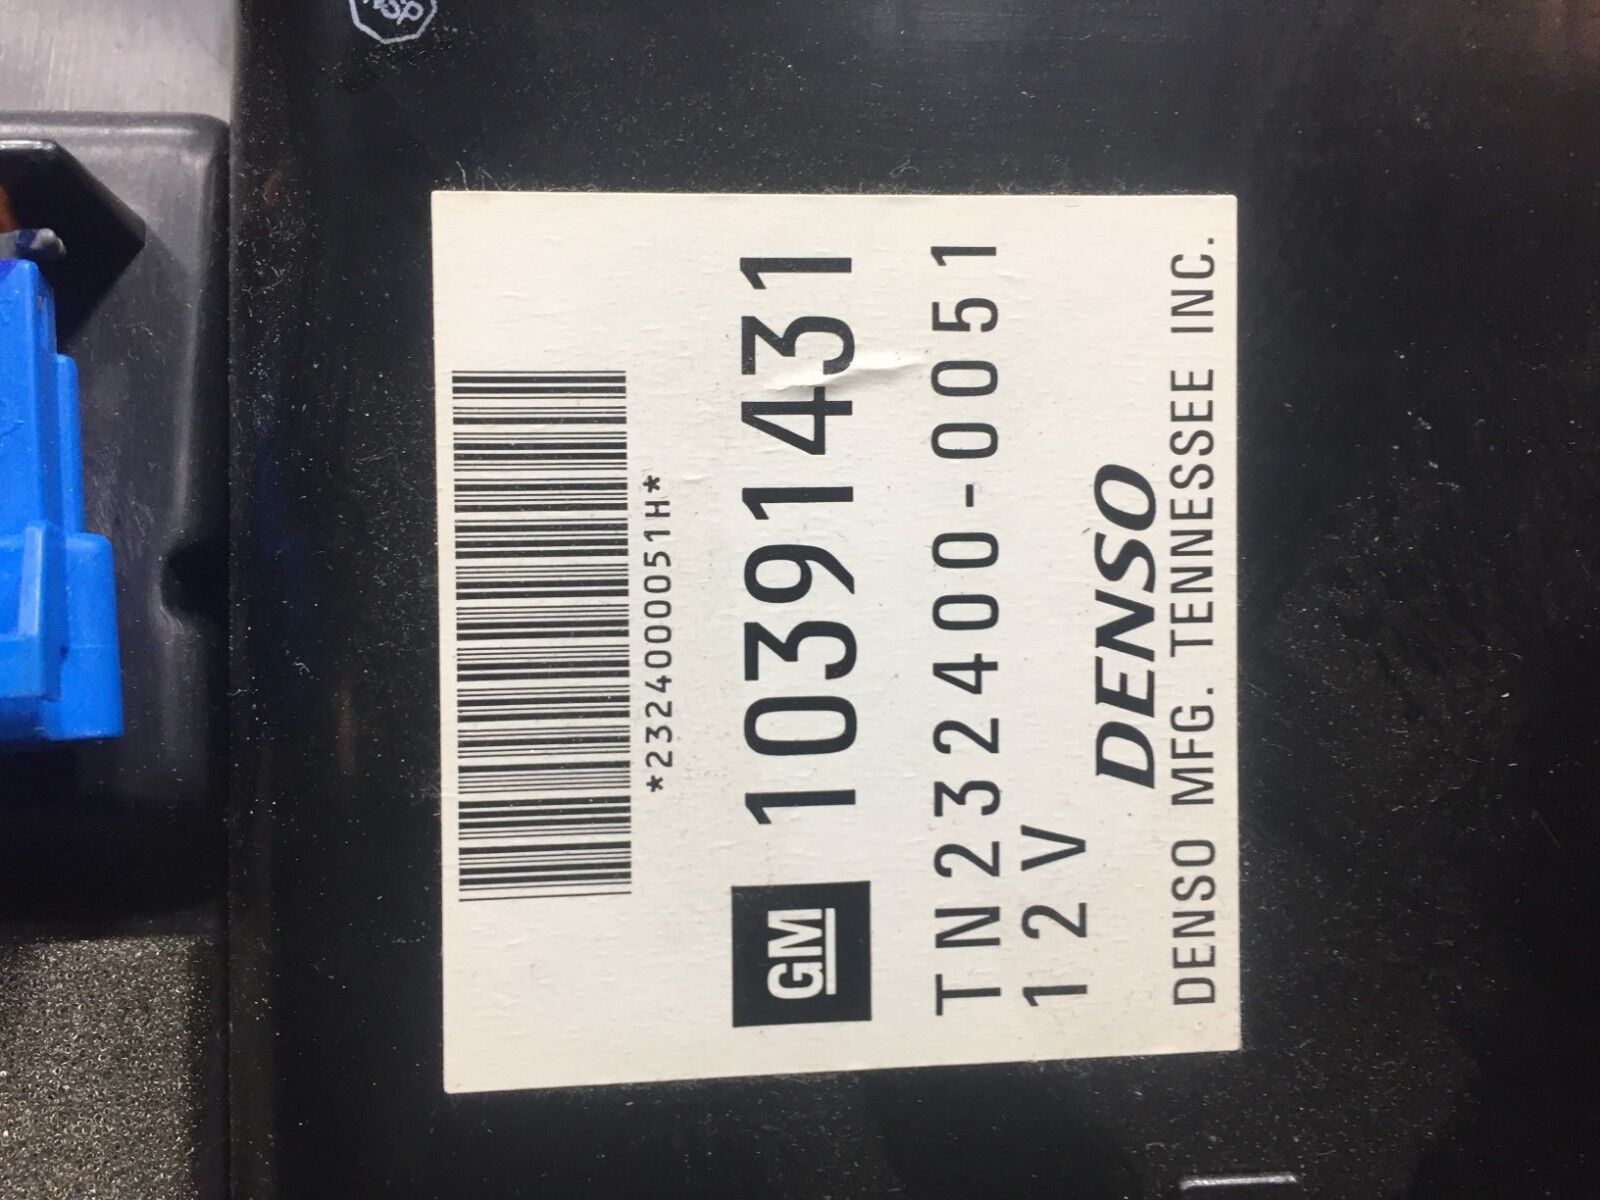 *2324000051H*
GM 10391431
TN232400-0051
12V
DENSO
DENSO MFG. TENNESSEE INC.